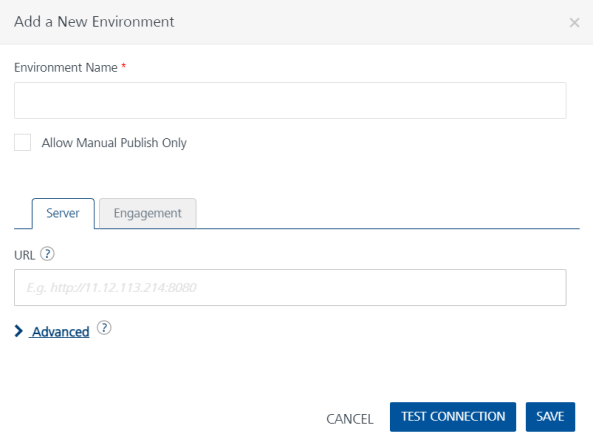 Add a New Environment ×
Environment Name *
Allow Manual Publish Only
Server Engagement
URL ?
E.g. http://11.12.113.214:8080
Advanced ?
CANCEL TEST CONNECTION SAVE